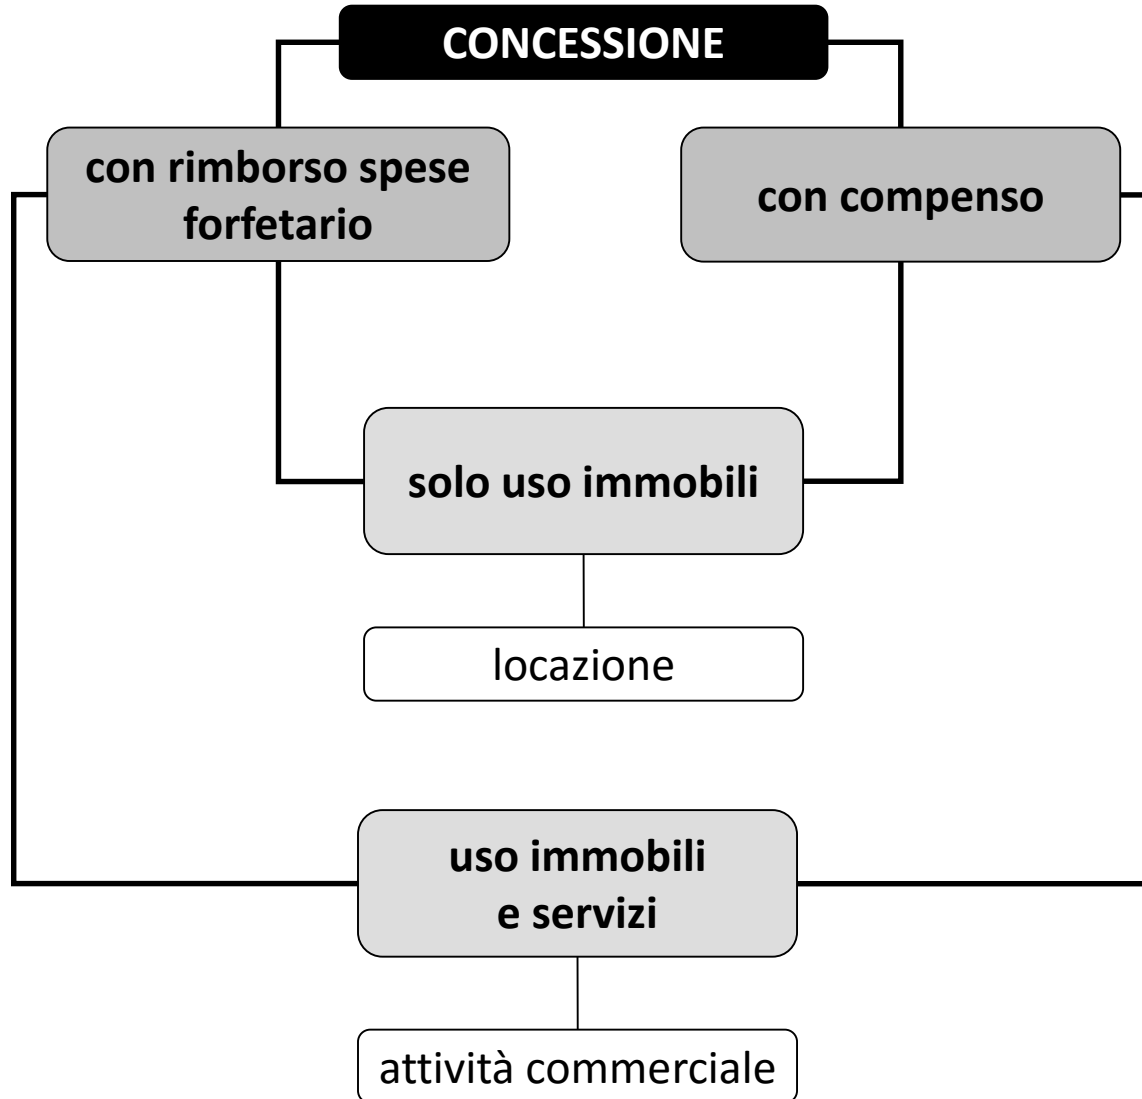 CONCESSIONE
con rimborso spese
forfetario
con compenso
solo uso immobili
locazione
uso immobili
e servizi
attività commerciale